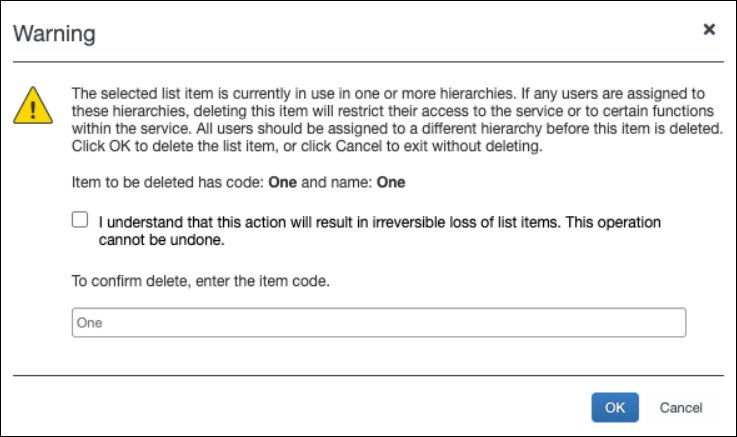 Warning
The selected list item is currently in use in one or more hierarchies. If any users are assigned to
these hierarchies, deleting this item will restrict their access to the service or to certain functions
within the service. All users should be assigned to a different hierarchy before this item is deleted.
Click OK to delete the list item, or click Cancel to exit without deleting.
Item to be deleted has code: One and name: One
I understand that this action will result in irreversible loss of list items. This operation
cannot be undone.
To confirm delete, enter the item code.
One
OK Cancel